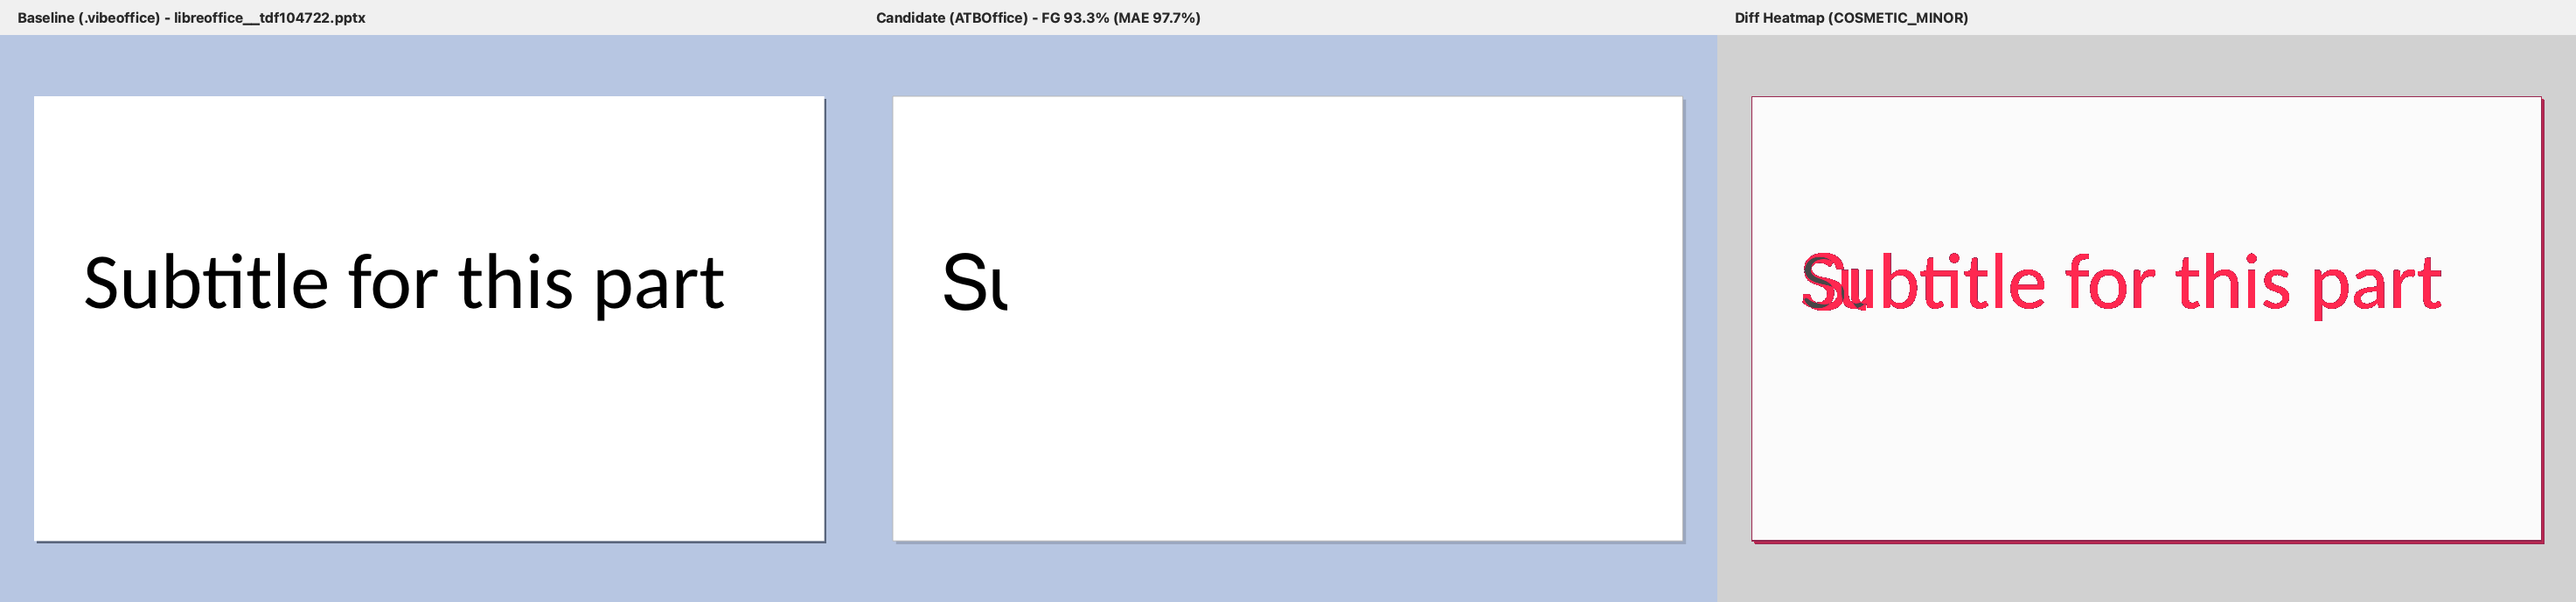 Baseline (.vibeoffice) - libreoffice__tdf104722.pptx
Candidate (ATBOffice) - FG 93.3% (MAE 97.7%)
Diff Heatmap (COSMETIC_MINOR)
Subtitle for this part
Su
Subtitle for this part